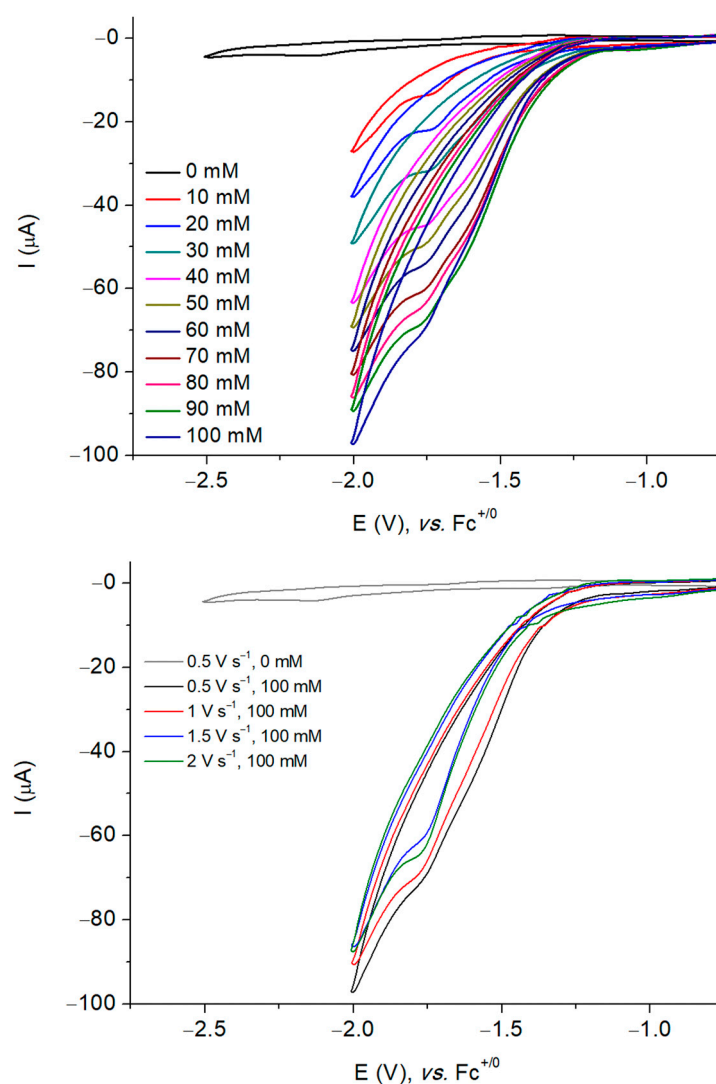 −0
−20
−40
−60
−80
−100
I (μA)
0 mM
10 mM
20 mM
30 mM
40 mM
50 mM
60 mM
70 mM
80 mM
90 mM
100 mM
−2.5 −2.0 −1.5 −1.0
E (V), vs. Fc⁺ᐟ⁰
−0
−20
−40
−60
−80
−100
I (μA)
0.5 V s⁻¹, 0 mM
0.5 V s⁻¹, 100 mM
1 V s⁻¹, 100 mM
1.5 V s⁻¹, 100 mM
2 V s⁻¹, 100 mM
−2.5 −2.0 −1.5 −1.0
E (V), vs. Fc⁺ᐟ⁰